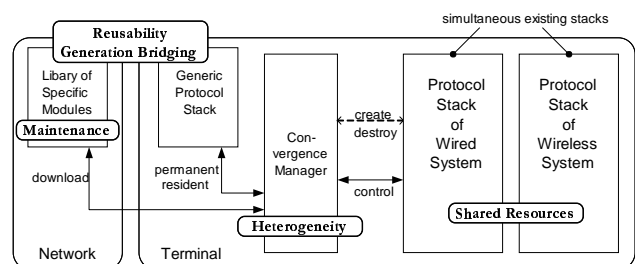 simultaneous existing stacks
Reusability
Generation Bridging
Libary of
Specific
Modules
Maintenance
Generic
Protocol
Stack
Con-
vergence
Manager
create
destroy
control
Protocol
Stack
of
Wired
System
Protocol
Stack
of
Wireless
System
download
permanent
resident
Heterogeneity
Shared Resources
Network
Terminal